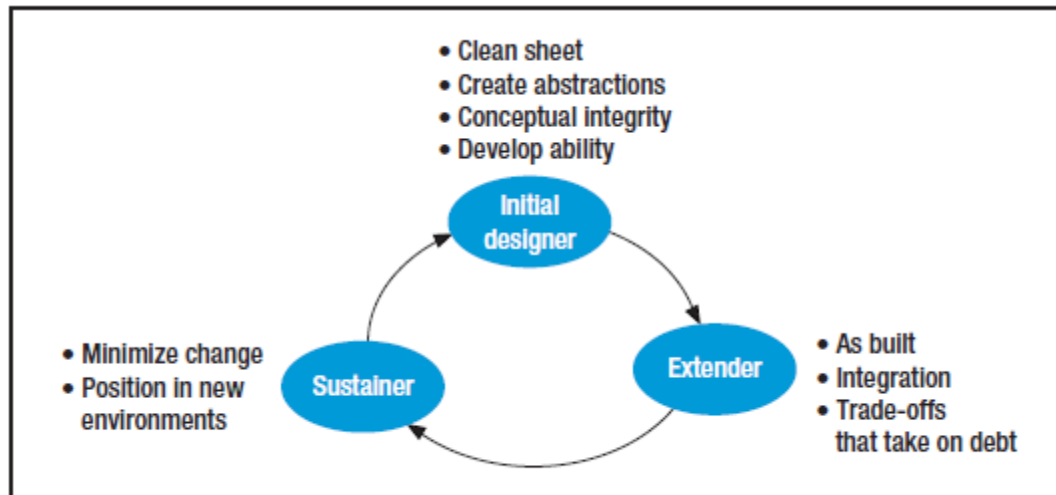 • Clean sheet
• Create abstractions
• Conceptual integrity
• Develop ability
Initial
designer
• Minimize change
• Position in new
environments
Sustainer
Extender
• As built
• Integration
• Trade-offs
that take on debt